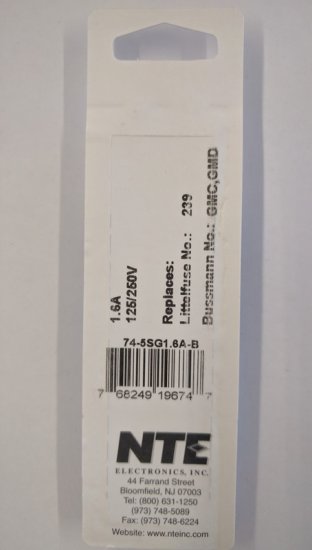 1.6A
125/250V
Replaces:
Littelfuse No.: 239
Bussmann No.: GMC,GMD
74-5SG1.6A-B
7 68249 19674 7
NTE
ELECTRONICS, INC.
44 Farrand Street
Bloomfield, NJ 07003
Tel: (800) 631-1250
(973) 748-5089
Fax: (973) 748-6224
Website: www.nteinc.com